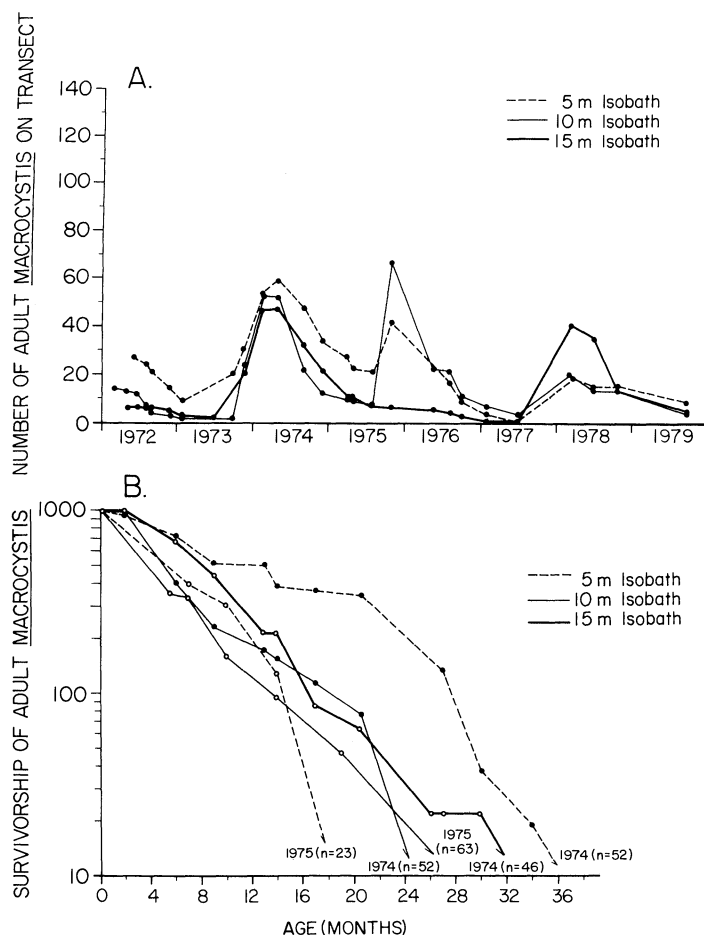 A.
NUMBER OF ADULT MACROCYSTIS ON TRANSECT
140
120
100
80
60
40
20
0
5 m Isobath
10 m Isobath
15 m Isobath
1972 1973 1974 1975 1976 1977 1978 1979
B.
SURVIVORSHIP OF ADULT MACROCYSTIS
1000
100
10
5 m Isobath
10 m Isobath
15 m Isobath
1975 (n=23)
1974 (n=52)
1975
(n=63)
1974 (n=46)
1974 (n=52)
0 4 8 12 16 20 24 28 32 36
AGE (MONTHS)